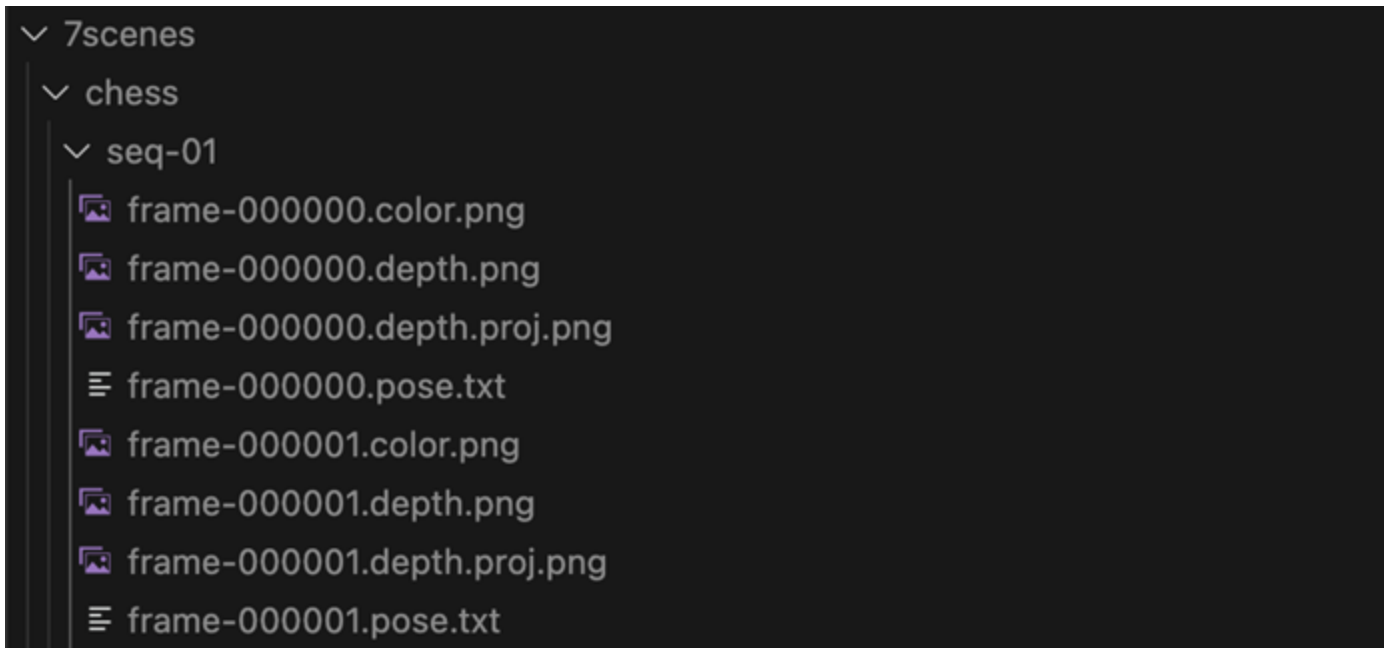 7scenes
chess
seq-01
frame-000000.color.png
frame-000000.depth.png
frame-000000.depth.proj.png
frame-000000.pose.txt
frame-000001.color.png
frame-000001.depth.png
frame-000001.depth.proj.png
frame-000001.pose.txt